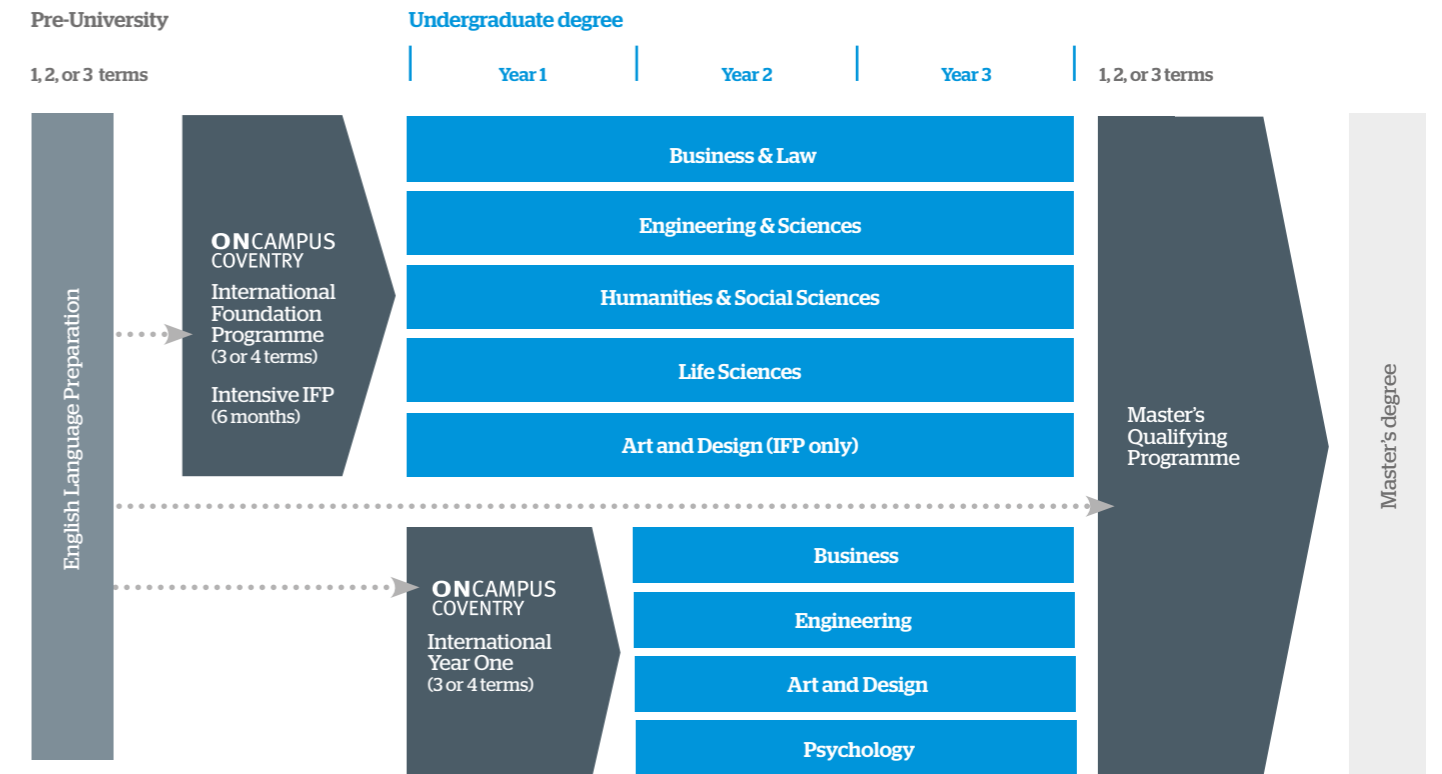 Pre-University
Undergraduate degree
1, 2, or 3 terms
Year 1
Year 2
Year 3
1, 2, or 3 terms
English Language Preparation
ONCAMPUS
COVENTRY
International
Foundation
Programme
(3 or 4 terms)
Intensive IFP
(6 months)
Business & Law
Engineering & Sciences
Humanities & Social Sciences
Life Sciences
Art and Design (IFP only)
ONCAMPUS
COVENTRY
International
Year One
(3 or 4 terms)
Business
Engineering
Art and Design
Psychology
Master's
Qualifying
Programme
Master's degree